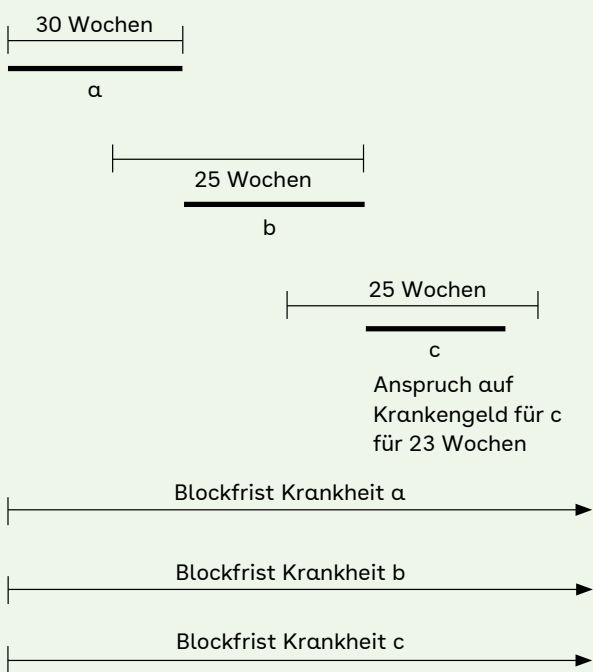 30 Wochen
a
25 Wochen
b
25 Wochen
c
Anspruch auf
Krankengeld für c
für 23 Wochen
Blockfrist Krankheit a
Blockfrist Krankheit b
Blockfrist Krankheit c